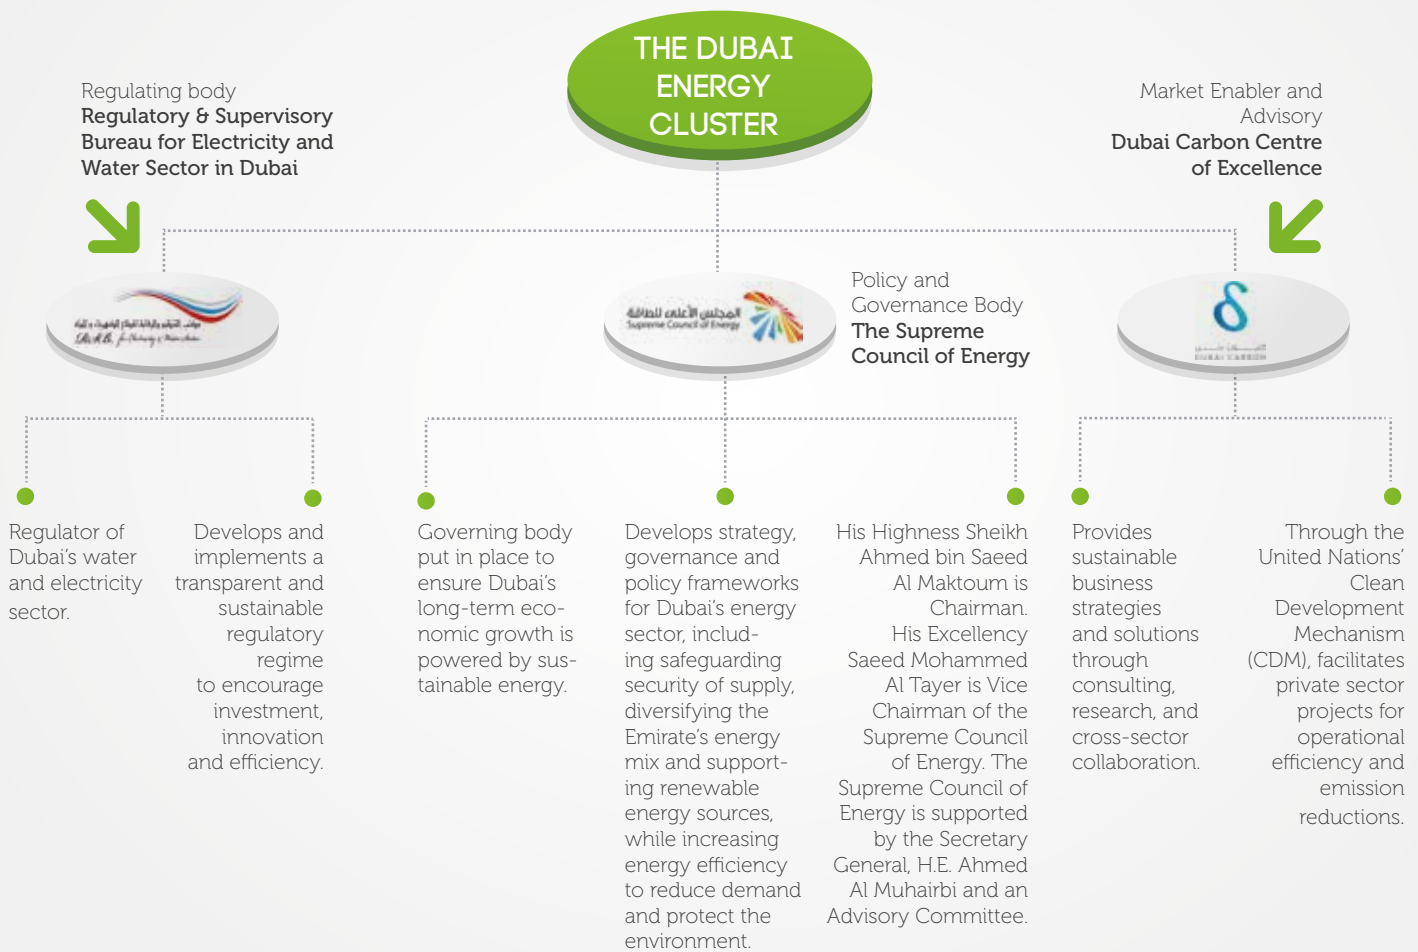 THE DUBAI
ENERGY
CLUSTER
Regulating body
Regulatory & Supervisory
Bureau for Electricity and
Water Sector in Dubai
Market Enabler and
Advisory
Dubai Carbon Centre
of Excellence
المجلس الأعلى للطاقة
Supreme Council of Energy
Policy and
Governance Body
The Supreme
Council of Energy
DUBAI CARBON
Regulator of
Dubai’s water
and electricity
sector.
Develops and
implements a
transparent and
sustainable
regulatory
regime
to encourage
investment,
innovation
and efficiency.
Governing body
put in place to
ensure Dubai’s
long-term eco-
nomic growth is
powered by sus-
tainable energy.
Develops strategy,
governance and
policy frameworks
for Dubai’s energy
sector, includ-
ing safeguarding
security of supply,
diversifying the
Emirate’s energy
mix and support-
ing renewable
energy sources,
while increasing
energy efficiency
to reduce demand
and protect the
environment.
His Highness Sheikh
Ahmed bin Saeed
Al Maktoum is
Chairman.
His Excellency
Saeed Mohammed
Al Tayer is Vice
Chairman of the
Supreme Council
of Energy. The
Supreme Council of
Energy is supported
by the Secretary
General, H.E. Ahmed
Al Muhairbi and an
Advisory Committee.
Provides
sustainable
business
strategies
and solutions
through
consulting,
research, and
cross-sector
collaboration.
Through the
United Nations’
Clean
Development
Mechanism
(CDM), facilitates
private sector
projects for
operational
efficiency and
emission
reductions.